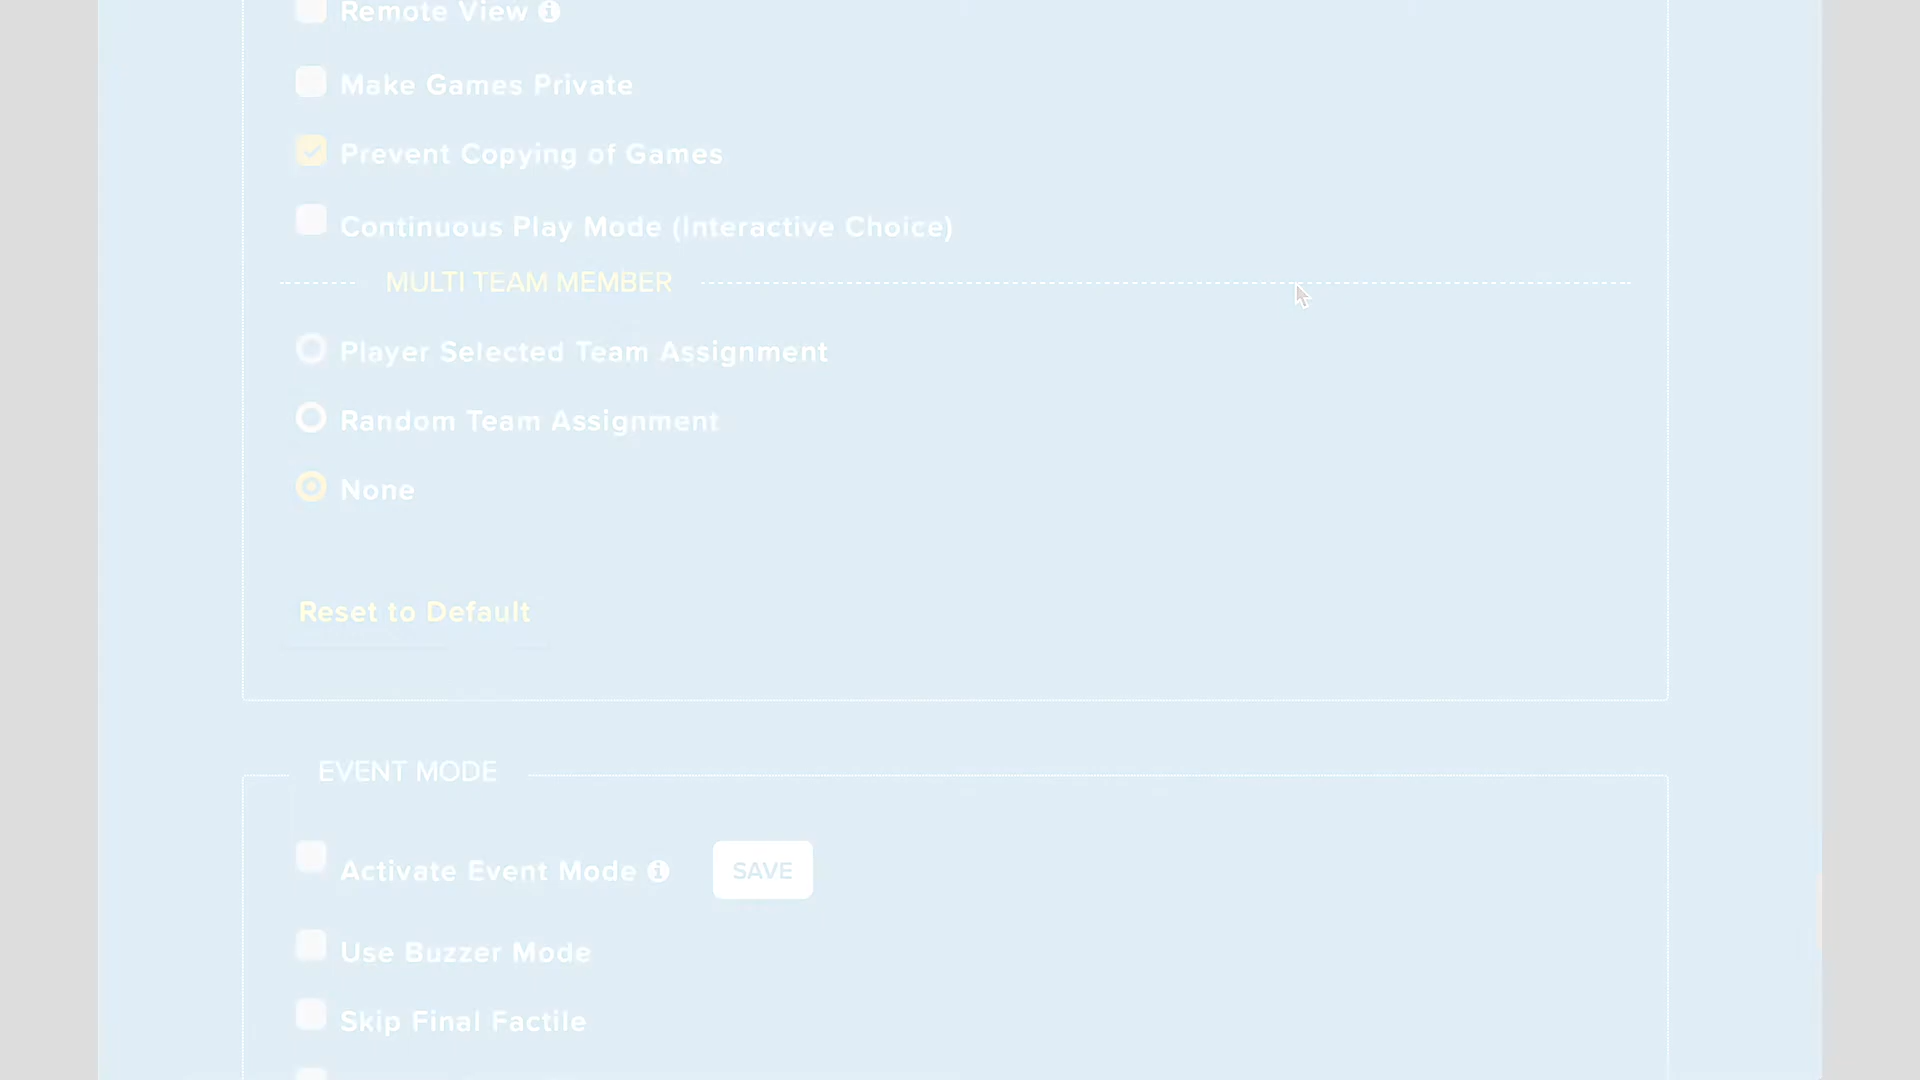 Remote View
Make Games Private
Prevent Copying of Games
Continuous Play Mode (Interactive Choice)
MULTI TEAM MEMBER
Player Selected Team Assignment
Random Team Assignment
None
Reset to Default
EVENT MODE
Activate Event Mode
SAVE
Use Buzzer Mode
Skip Final Factile